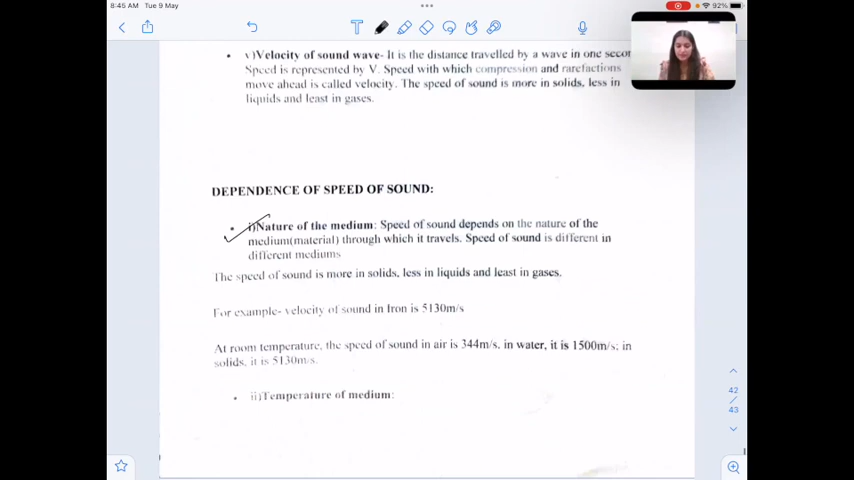 8:45 AM Tue 9 May
92%
T
• v)Velocity of sound wave- It is the distance travelled by a wave in one secor
Speed is represented by V. Speed with which compression and rarefactions
move ahead is called velocity. The speed of sound is more in solids, less in
liquids and least in gases.
DEPENDENCE OF SPEED OF SOUND:
• i)Nature of the medium: Speed of sound depends on the nature of the
medium(material) through which it travels. Speed of sound is different in
different mediums
The speed of sound is more in solids, less in liquids and least in gases.
For example- velocity of sound in Iron is 5130m/s
At room temperature, the speed of sound in air is 344m/s, in water, it is 1500m/s; in
solids, it is 5130m/s.
• ii)Temperature of medium:
42
/
43